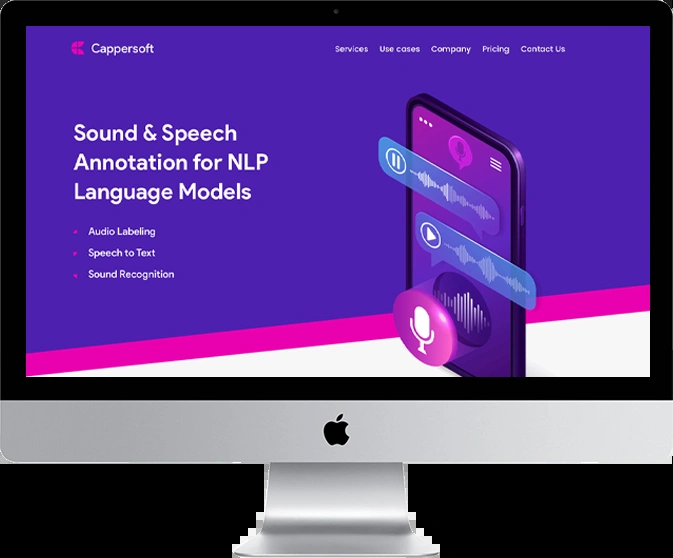 Cappersoft
Services Use cases Company Pricing Contact Us
Sound & Speech
Annotation for NLP
Language Models
Audio Labeling
Speech to Text
Sound Recognition